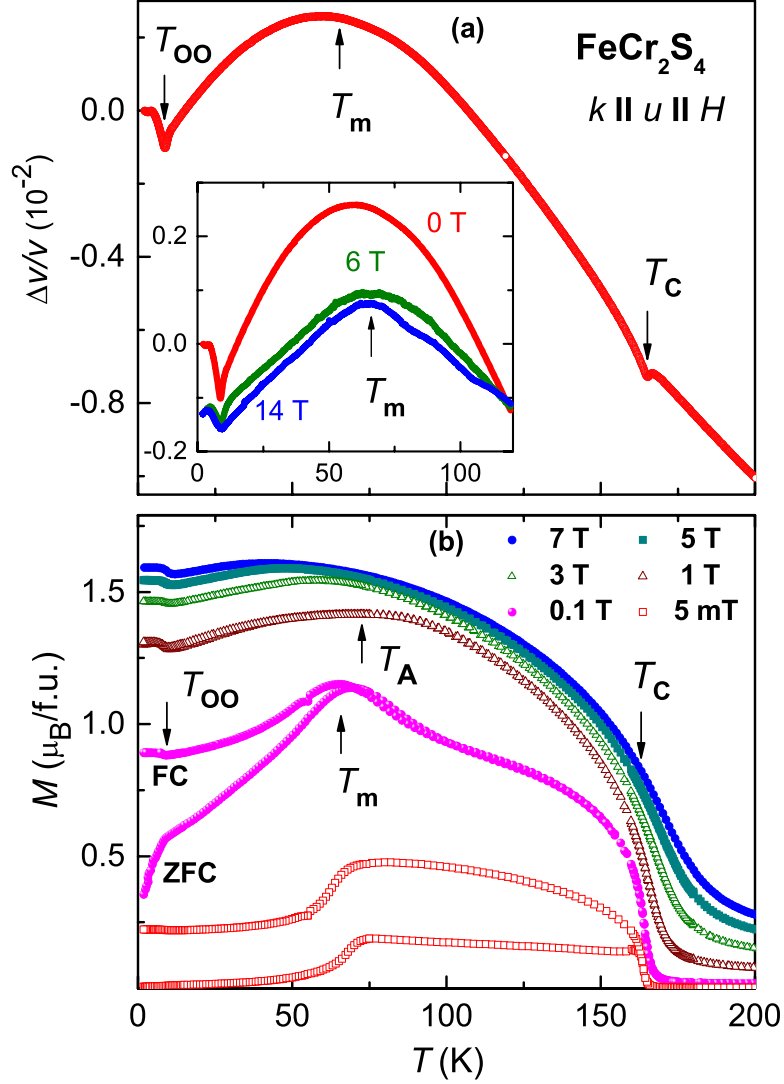 (a)
FeCr₂S₄
k II u II H
T_OO
T_m
T_C
Δv/v (10⁻²)
0.0
-0.4
-0.8
0 T
6 T
14 T
T_m
0.2
0.0
-0.2
0
50
100
(b)
7 T
5 T
3 T
1 T
0.1 T
5 mT
T_A
T_C
T_OO
T_m
FC
ZFC
M (μ_B/f.u.)
1.5
1.0
0.5
0
50
100
150
200
T (K)